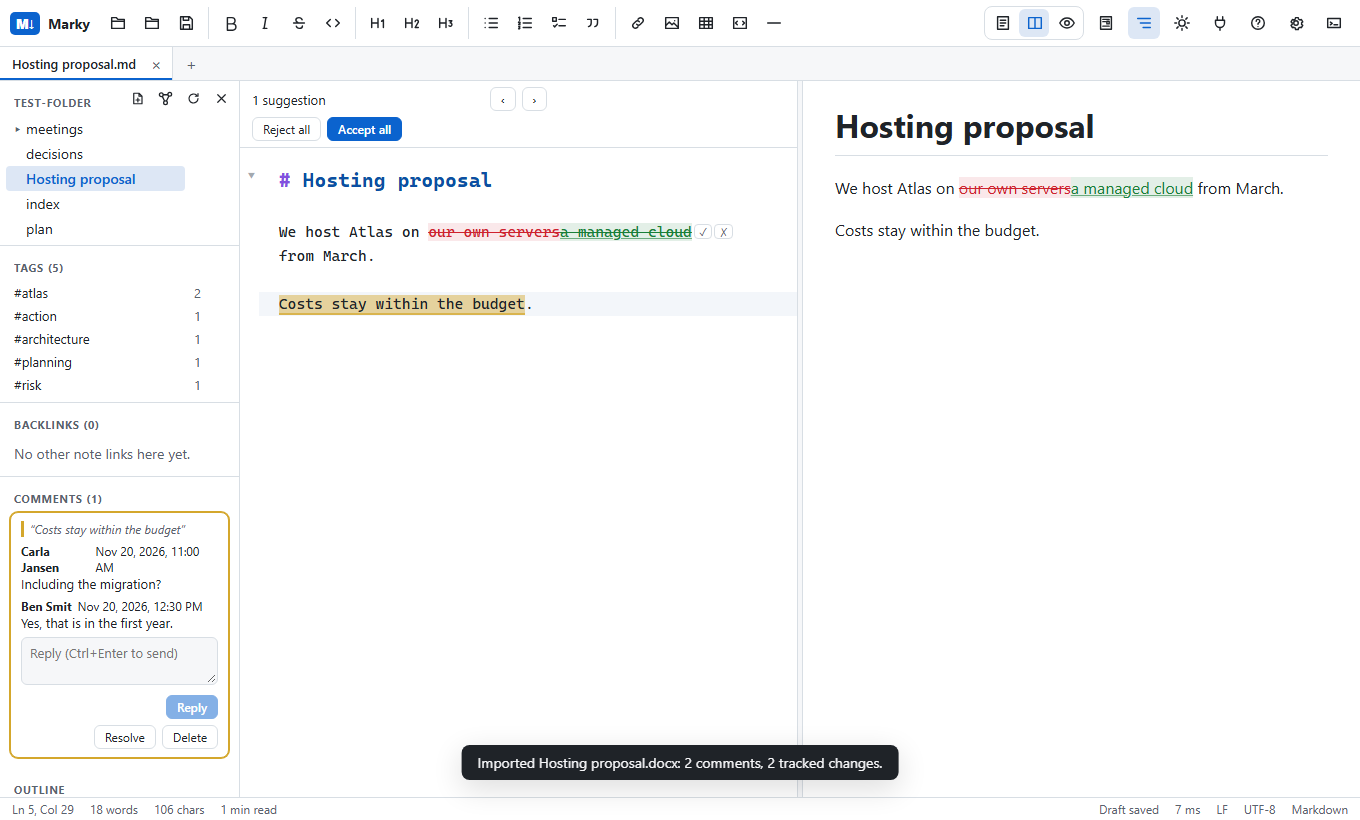 M↓ Marky B I S <> H1 H2 H3
Hosting proposal.md × +
TEST-FOLDER
▸ meetings
decisions
Hosting proposal
index
plan
TAGS (5)
#atlas 2
#action 1
#architecture 1
#planning 1
#risk 1
BACKLINKS (0)
No other note links here yet.
COMMENTS (1)
“Costs stay within the budget”
Carla Jansen Nov 20, 2026, 11:00 AM
Including the migration?
Ben Smit Nov 20, 2026, 12:30 PM
Yes, that is in the first year.
Reply (Ctrl+Enter to send)
Reply
Resolve Delete
OUTLINE
1 suggestion ‹ ›
Reject all Accept all
# Hosting proposal
We host Atlas on our own serversa managed cloud ✓ X
from March.
Costs stay within the budget.
Hosting proposal
We host Atlas on our own serversa managed cloud from March.
Costs stay within the budget.
Imported Hosting proposal.docx: 2 comments, 2 tracked changes.
Ln 5, Col 29 18 words 106 chars 1 min read Draft saved 7 ms LF UTF-8 Markdown